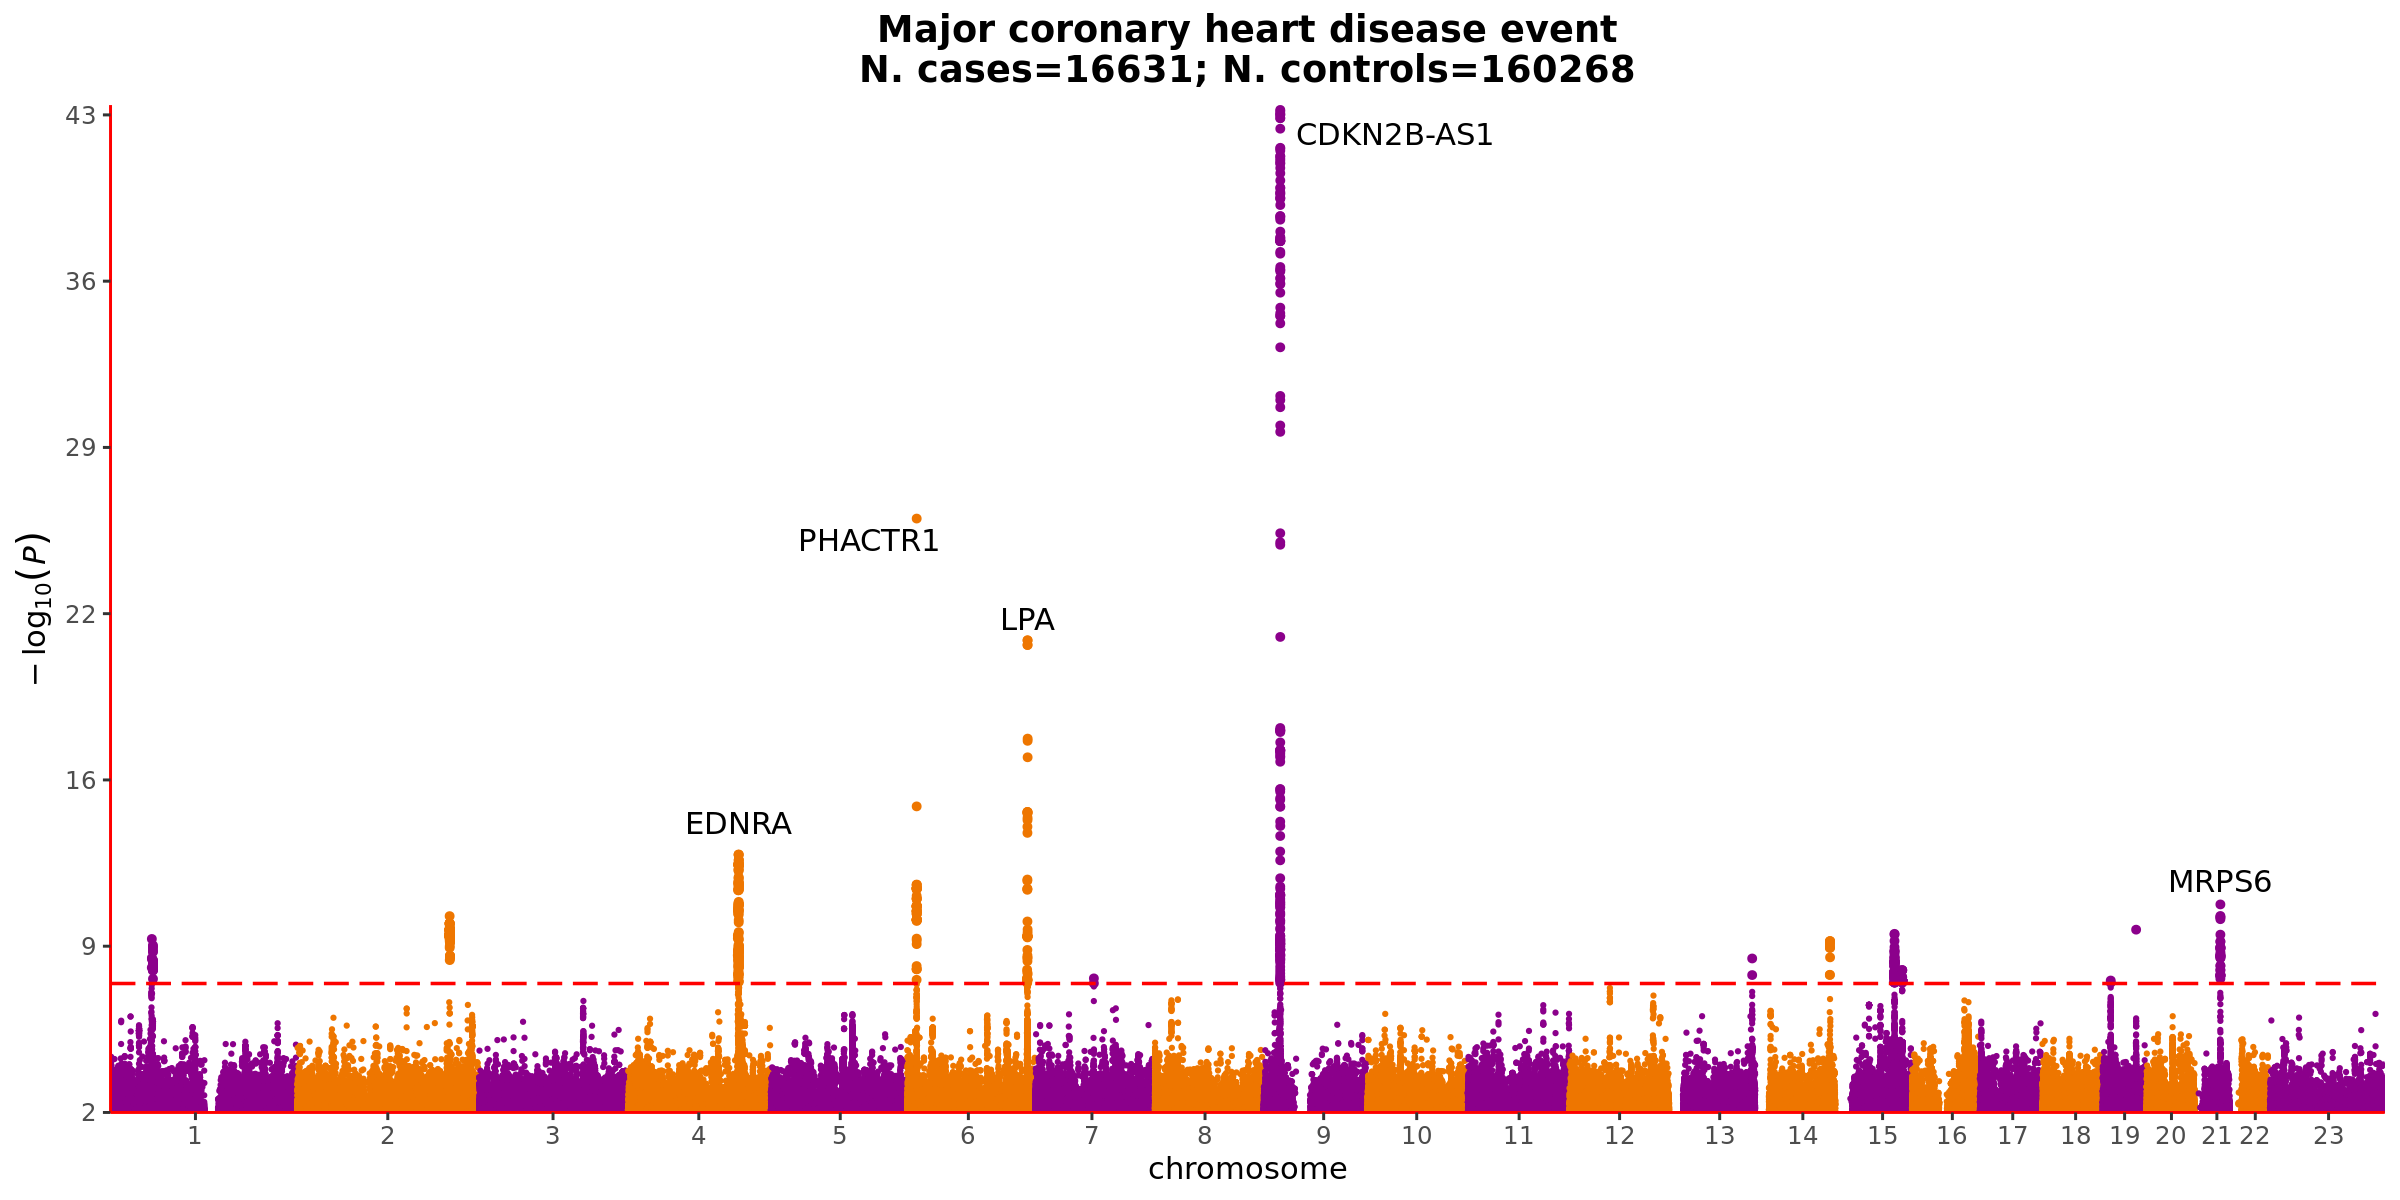 Major coronary heart disease event
N. cases=16631; N. controls=160268
43
CDKN2B-AS1
36
29
PHACTR1
−log10(P)
22
LPA
16
EDNRA
MRPS6
9
2
1 2 3 4 5 6 7 8 9 10 11 12 13 14 15 16 17 18 19 20 21 22 23
chromosome